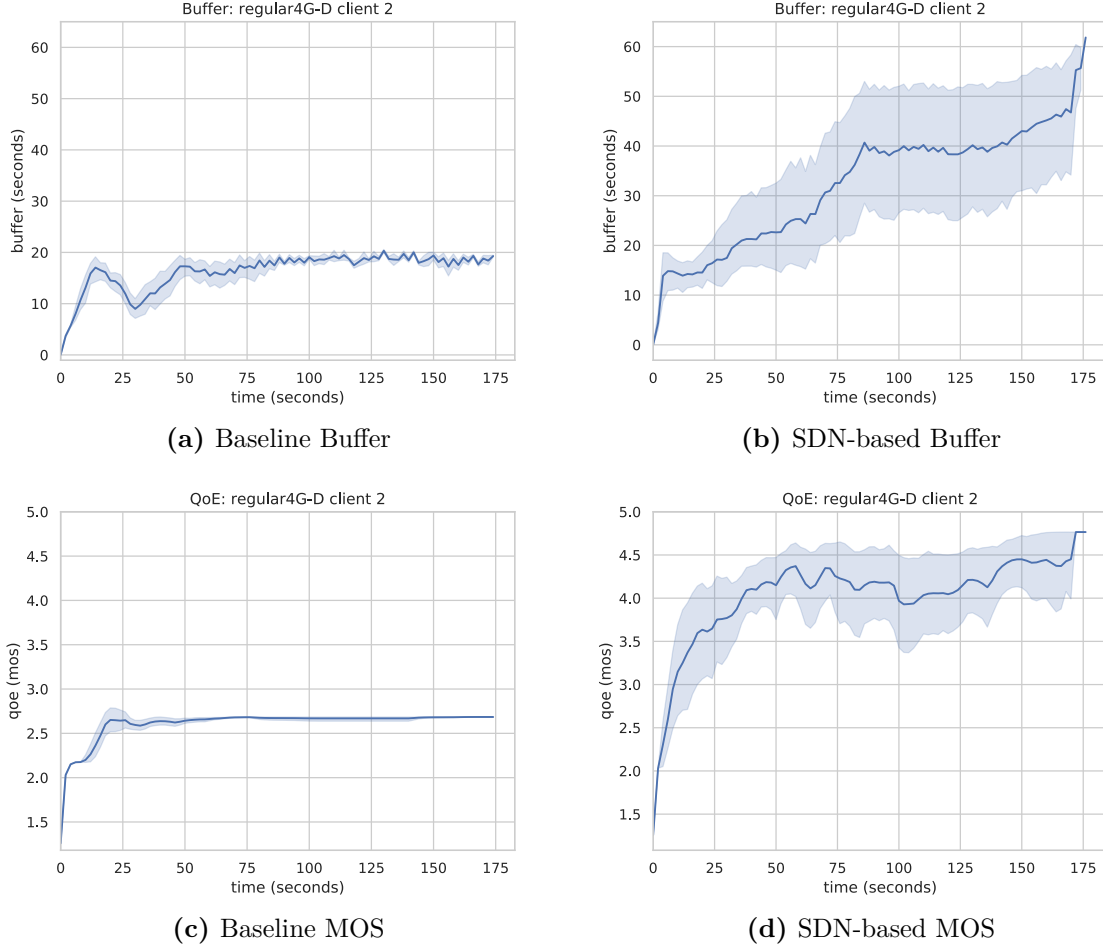 Buffer: regular4G-D client 2
60
50
40
30
20
10
0
buffer (seconds)
0 25 50 75 100 125 150 175
time (seconds)
(a) Baseline Buffer
Buffer: regular4G-D client 2
60
50
40
30
20
10
0
buffer (seconds)
0 25 50 75 100 125 150 175
time (seconds)
(b) SDN-based Buffer
QoE: regular4G-D client 2
5.0
4.5
4.0
3.5
3.0
2.5
2.0
1.5
qoe (mos)
0 25 50 75 100 125 150 175
time (seconds)
(c) Baseline MOS
QoE: regular4G-D client 2
5.0
4.5
4.0
3.5
3.0
2.5
2.0
1.5
qoe (mos)
0 25 50 75 100 125 150 175
time (seconds)
(d) SDN-based MOS